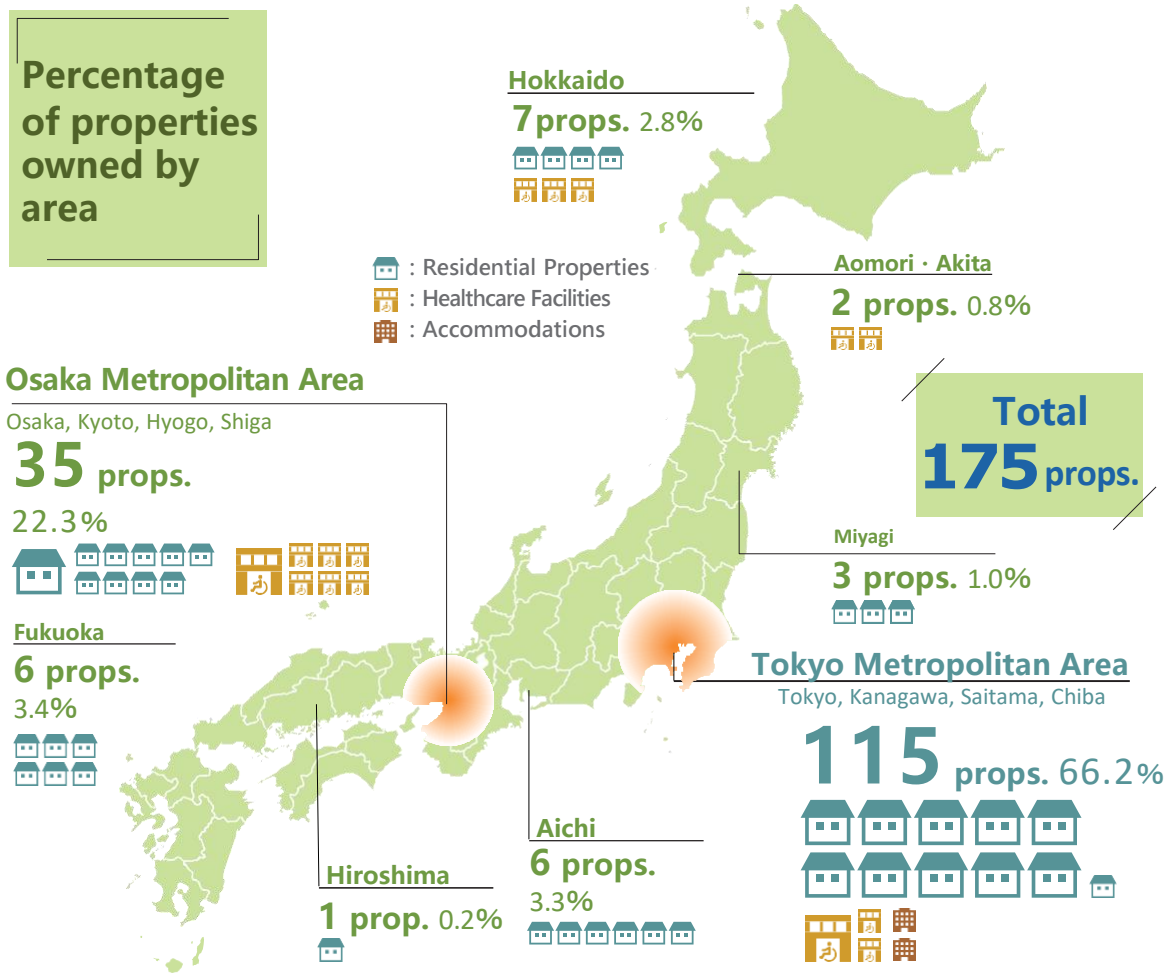 Percentage
of properties
owned by
area
Hokkaido
7props. 2.8%
: Residential Properties
: Healthcare Facilities
: Accommodations
Aomori · Akita
2 props. 0.8%
Osaka Metropolitan Area
Osaka, Kyoto, Hyogo, Shiga
35 props.
22.3%
Total
175 props.
Miyagi
3 props. 1.0%
Fukuoka
6 props.
3.4%
Tokyo Metropolitan Area
Tokyo, Kanagawa, Saitama, Chiba
115 props. 66.2%
Aichi
6 props.
3.3%
Hiroshima
1 prop. 0.2%